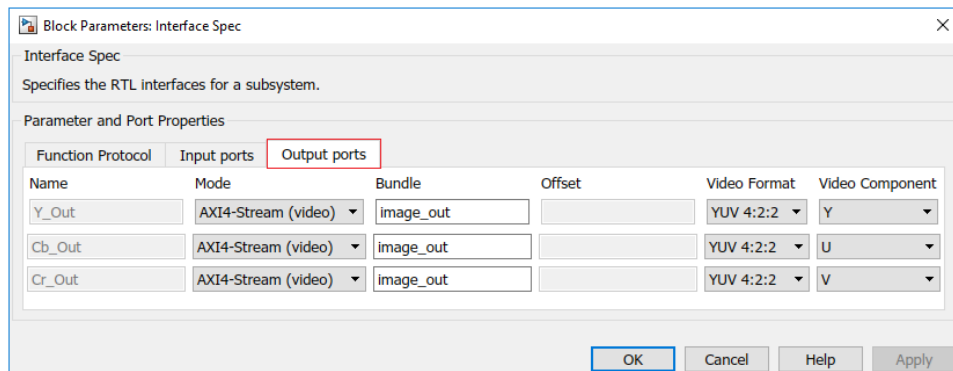 Block Parameters: Interface Spec
Interface Spec
Specifies the RTL interfaces for a subsystem.
Parameter and Port Properties
Function Protocol Input ports Output ports
Name Mode Bundle Offset Video Format Video Component
Y_Out AXI4-Stream (video) image_out YUV 4:2:2 Y
Cb_Out AXI4-Stream (video) image_out YUV 4:2:2 U
Cr_Out AXI4-Stream (video) image_out YUV 4:2:2 V
OK Cancel Help Apply